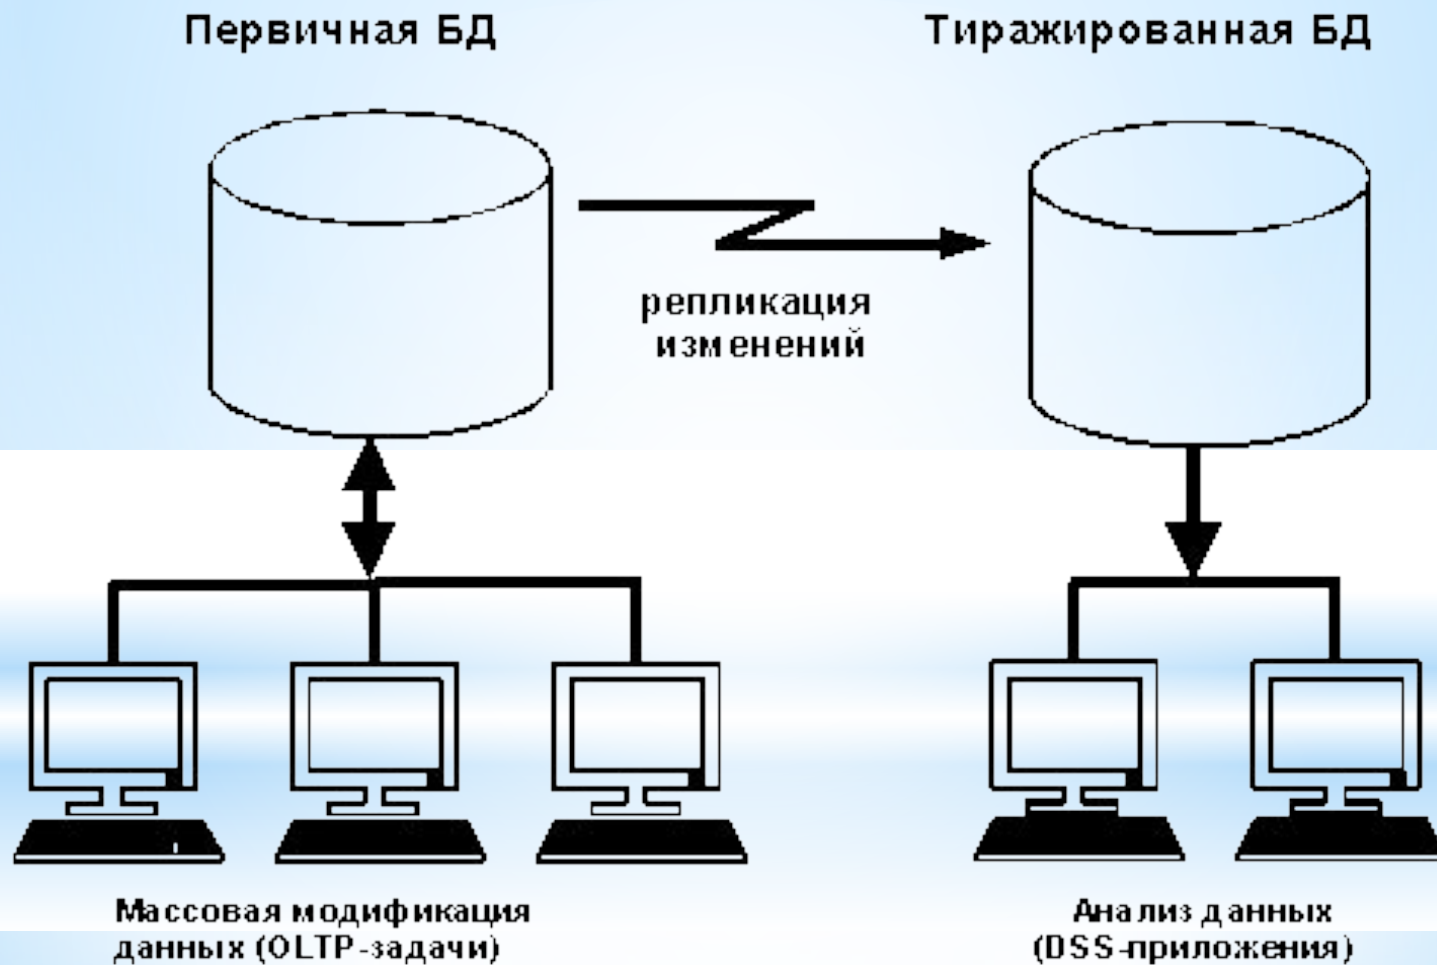 Первичная БД
Тиражированная БД
репликация
изменений
Массовая модификация
данных (OLTP-задачи)
Анализ данных
(DSS-приложения)